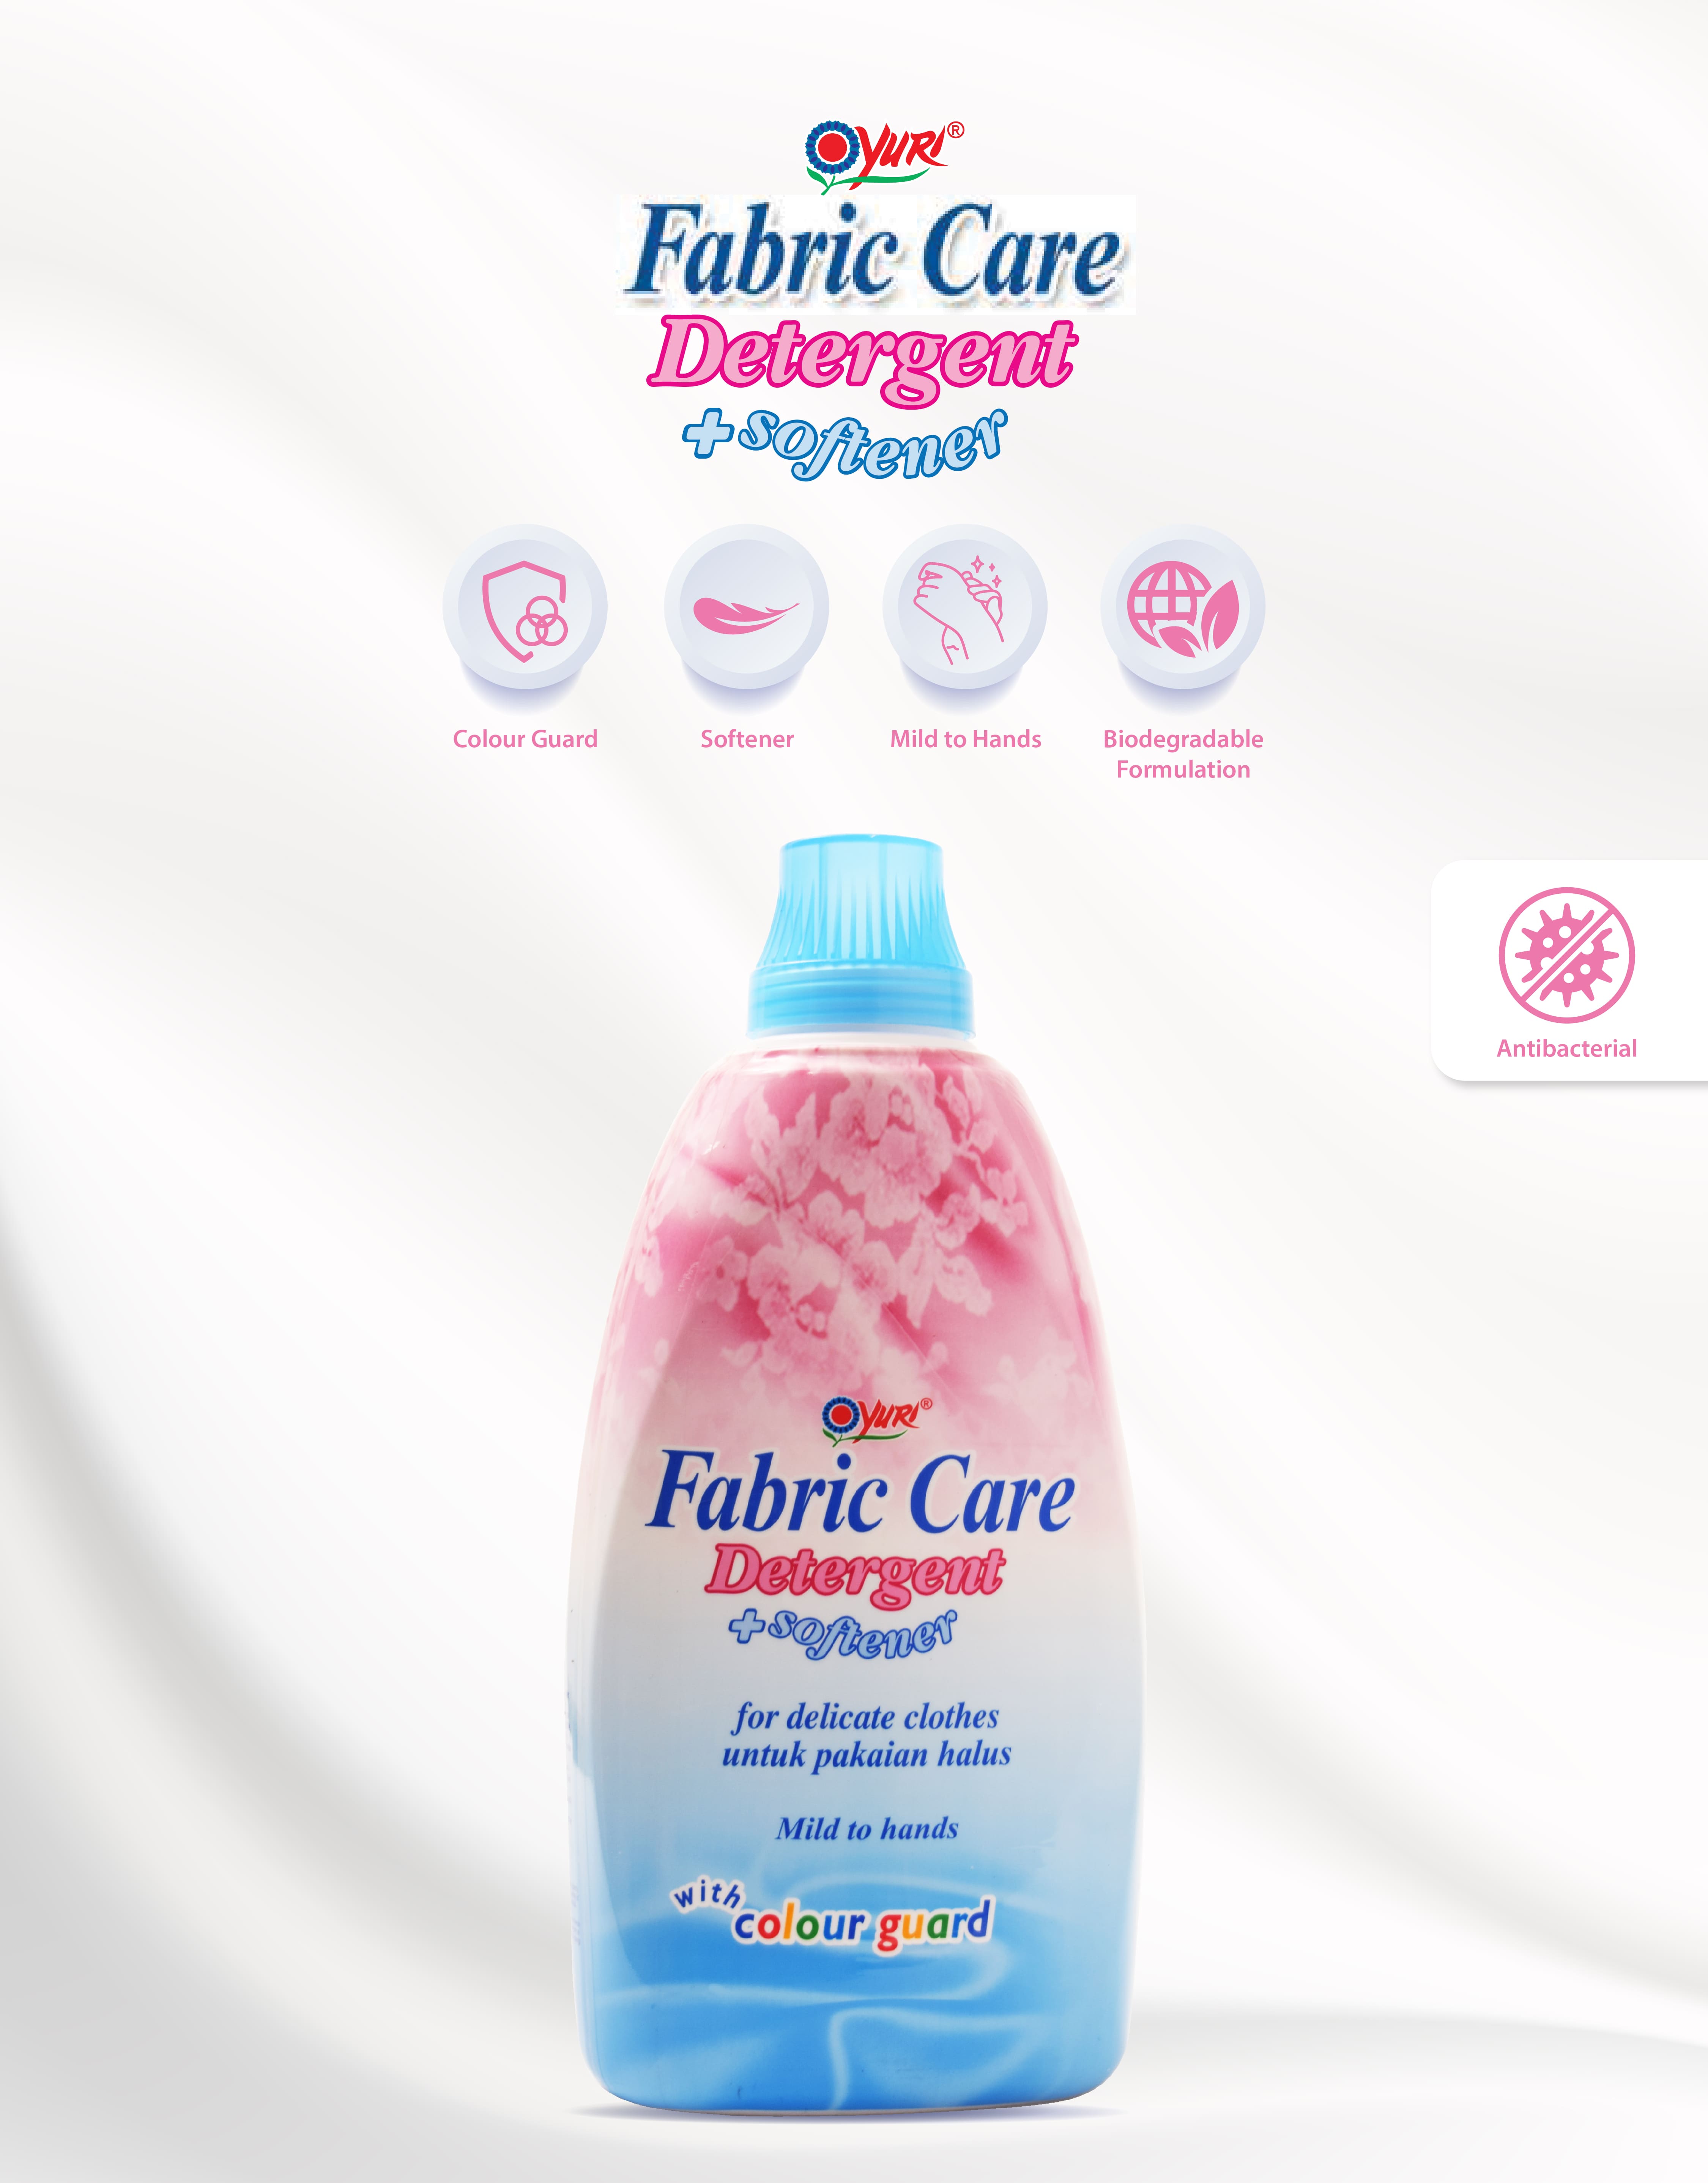 YURI®
Fabric Care
Detergent
+softener
Colour Guard
Softener
Mild to Hands
Biodegradable
Formulation
Antibacterial
YURI®
Fabric Care
Detergent
+softener
for delicate clothes
untuk pakaian halus
Mild to hands
with
colour guard